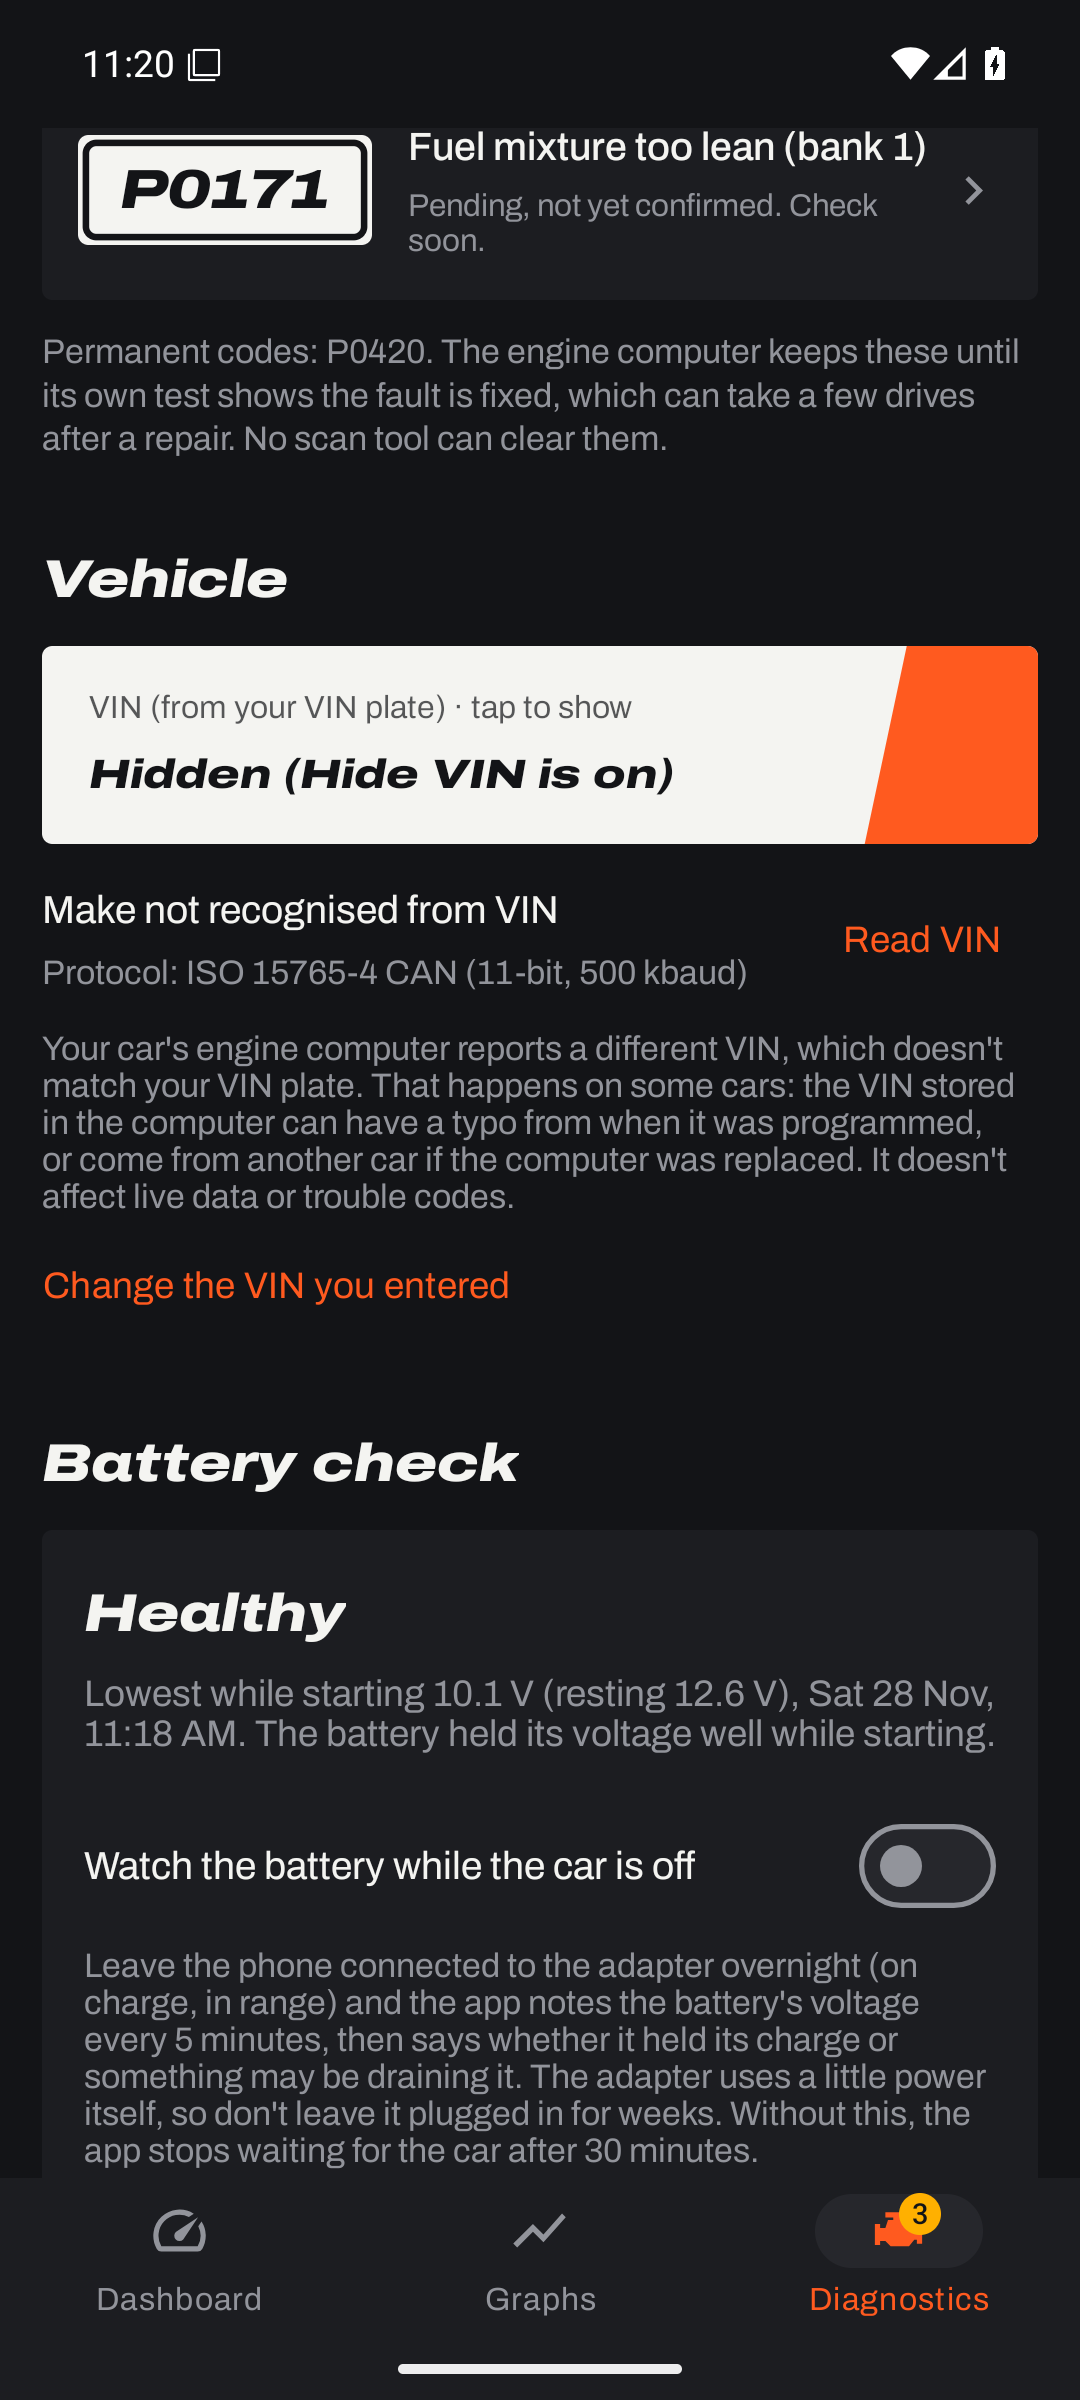 11:20
P0171
Fuel mixture too lean (bank 1)
Pending, not yet confirmed. Check
soon.
Permanent codes: P0420. The engine computer keeps these until
its own test shows the fault is fixed, which can take a few drives
after a repair. No scan tool can clear them.
Vehicle
VIN (from your VIN plate) · tap to show
Hidden (Hide VIN is on)
Make not recognised from VIN
Protocol: ISO 15765-4 CAN (11-bit, 500 kbaud)
Read VIN
Your car's engine computer reports a different VIN, which doesn't
match your VIN plate. That happens on some cars: the VIN stored
in the computer can have a typo from when it was programmed,
or come from another car if the computer was replaced. It doesn't
affect live data or trouble codes.
Change the VIN you entered
Battery check
Healthy
Lowest while starting 10.1 V (resting 12.6 V), Sat 28 Nov,
11:18 AM. The battery held its voltage well while starting.
Watch the battery while the car is off
Leave the phone connected to the adapter overnight (on
charge, in range) and the app notes the battery's voltage
every 5 minutes, then says whether it held its charge or
something may be draining it. The adapter uses a little power
itself, so don't leave it plugged in for weeks. Without this, the
app stops waiting for the car after 30 minutes.
3
Dashboard
Graphs
Diagnostics